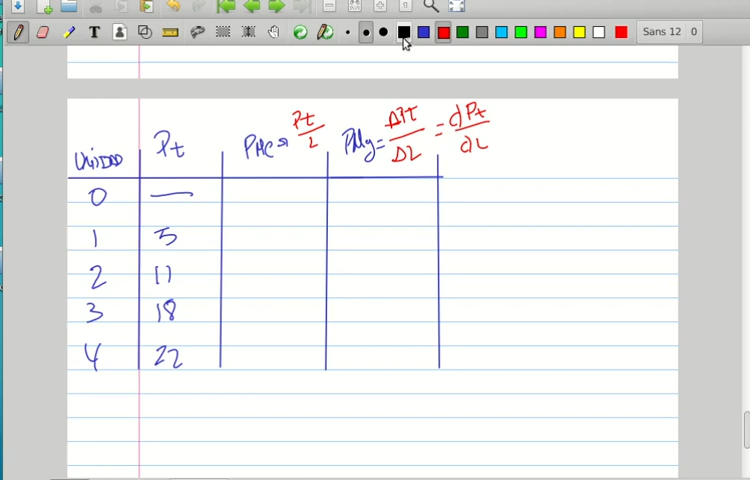 Sans 12 0
Unidad Pt PMe = Pt/L PMg = ΔPt/ΔL = dPt/dL
0 —
1 5
2 11
3 18
4 22